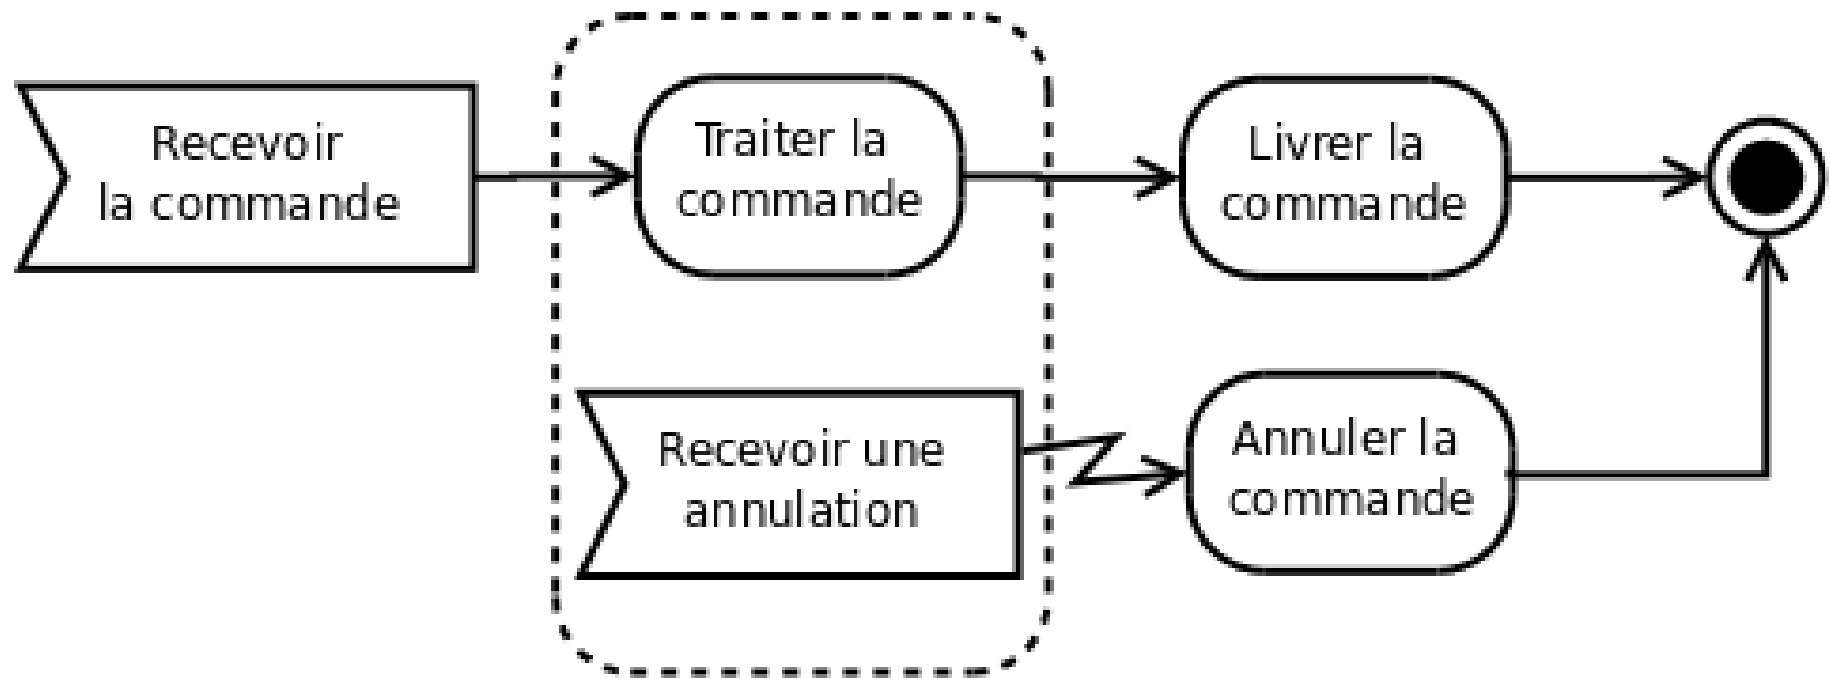 Recevoir
la commande
Traiter la
commande
Livrer la
commande
Recevoir une
annulation
Annuler la
commande